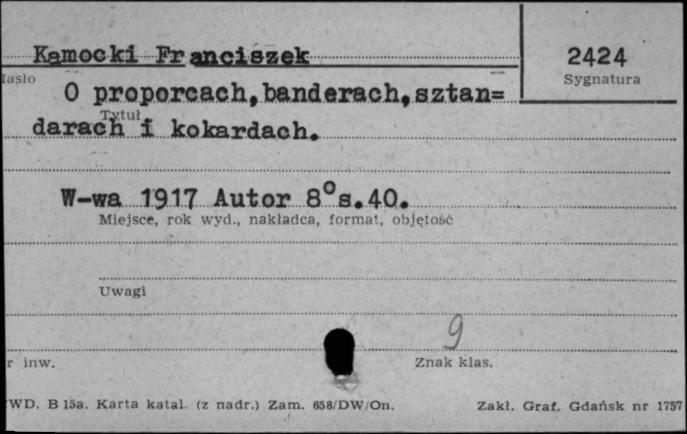 Kamocki Franciszek
2424
Hasło
Sygnatura
O proporcach,banderach,sztan=
Tytuł
darach i kokardach.
W-wa 1917 Autor 8°s.40.
Miejsce, rok wyd., nakładca, format, objętość
Uwagi
9
r inw.
Znak klas.
WD. B 15a. Karta katal. (z nadr.) Zam. 658/DW/On.
Zakł. Graf. Gdańsk nr 1757